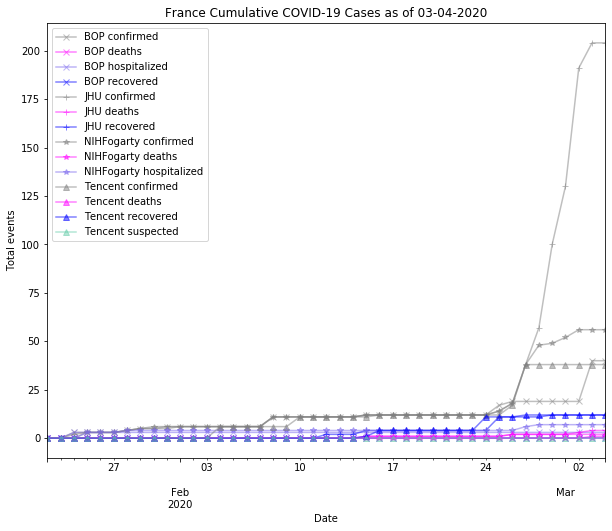 France Cumulative COVID-19 Cases as of 03-04-2020
BOP confirmed
BOP deaths
BOP hospitalized
BOP recovered
JHU confirmed
JHU deaths
JHU recovered
NIHFogarty confirmed
NIHFogarty deaths
NIHFogarty hospitalized
Tencent confirmed
Tencent deaths
Tencent recovered
Tencent suspected
Total events
200
175
150
125
100
75
50
25
0
27 03 10 17 24 02
Feb Mar
2020
Date